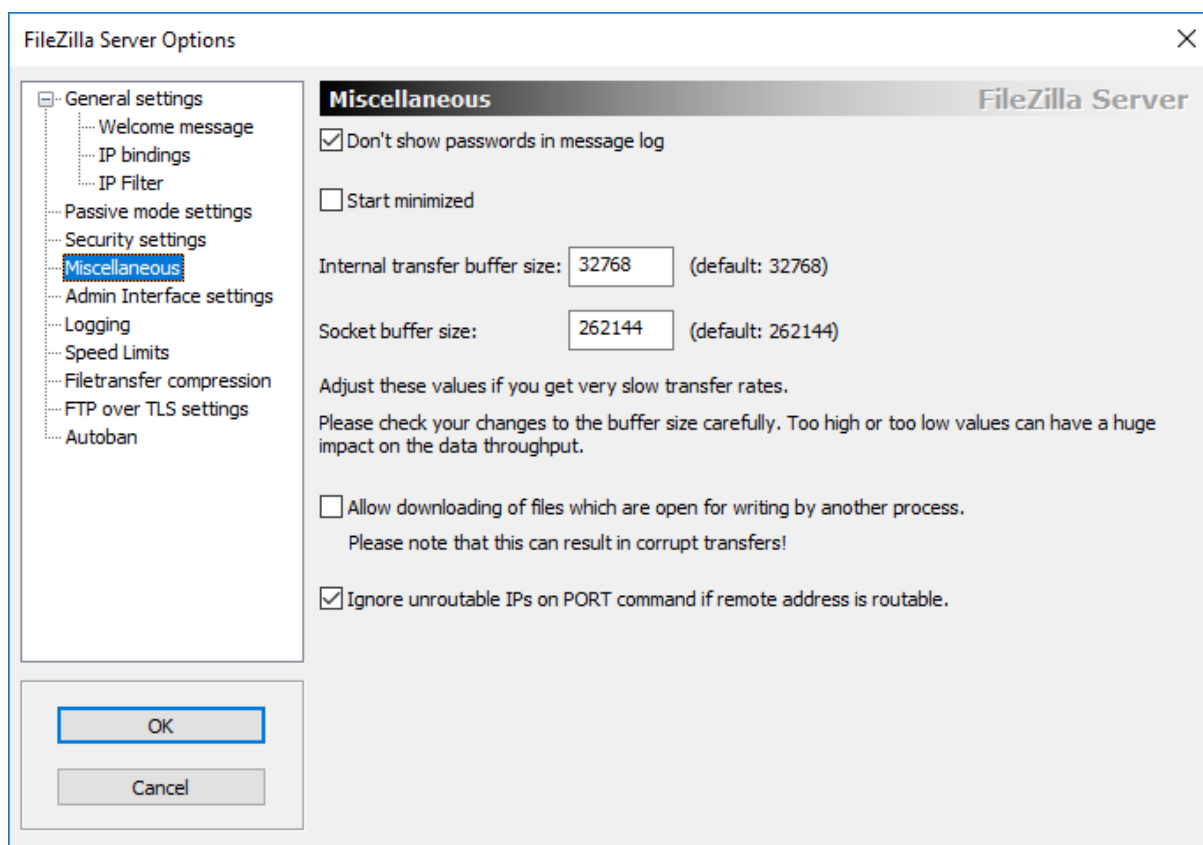 FileZilla Server Options
General settings
Welcome message
IP bindings
IP Filter
Passive mode settings
Security settings
Miscellaneous
Admin Interface settings
Logging
Speed Limits
Filetransfer compression
FTP over TLS settings
Autoban
OK
Cancel
Miscellaneous
FileZilla Server
Don't show passwords in message log
Start minimized
Internal transfer buffer size: 32768 (default: 32768)
Socket buffer size: 262144 (default: 262144)
Adjust these values if you get very slow transfer rates.
Please check your changes to the buffer size carefully. Too high or too low values can have a huge
impact on the data throughput.
Allow downloading of files which are open for writing by another process.
Please note that this can result in corrupt transfers!
Ignore unroutable IPs on PORT command if remote address is routable.